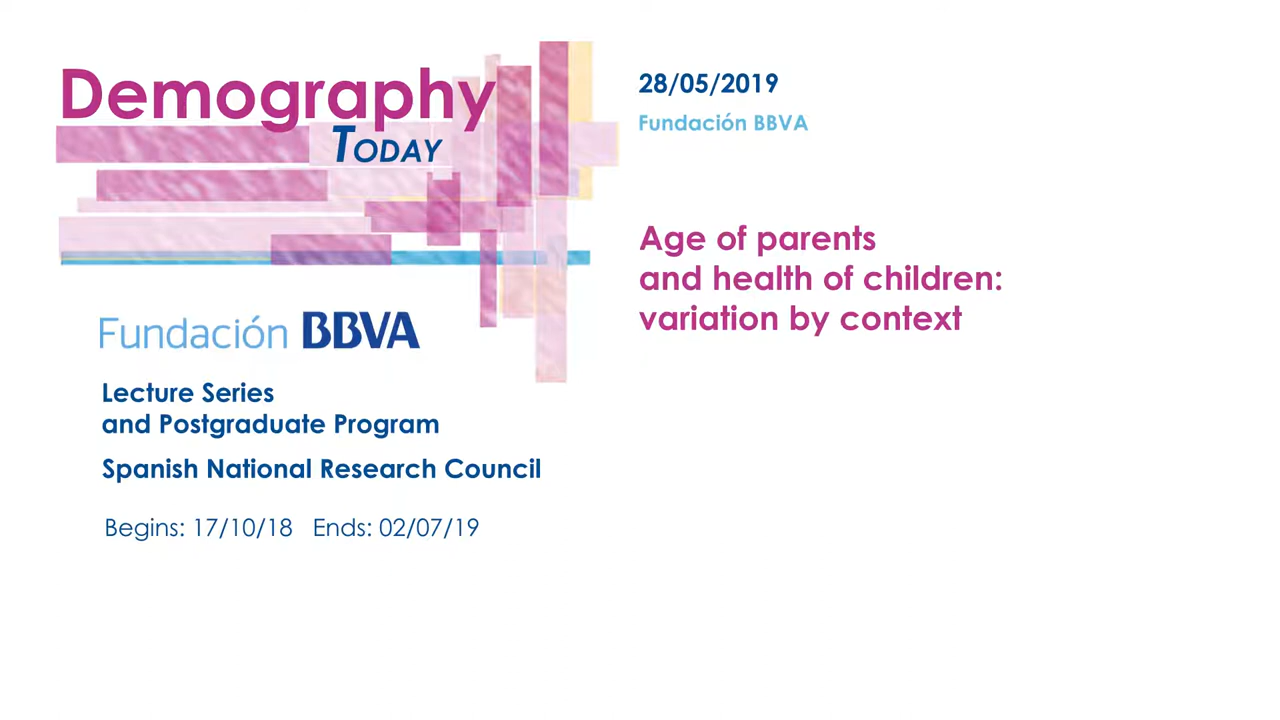 Demography
TODAY
Fundación BBVA
Lecture Series
and Postgraduate Program
Spanish National Research Council
Begins: 17/10/18 Ends: 02/07/19
28/05/2019
Fundación BBVA
Age of parents
and health of children:
variation by context